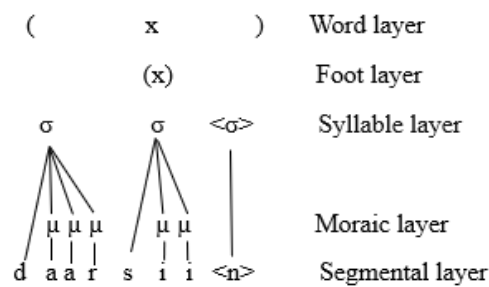 ( x ) Word layer
(x) Foot layer
σ σ <σ> Syllable layer
μ μ μ μ μ Moraic layer
d a a r s i i <n> Segmental layer